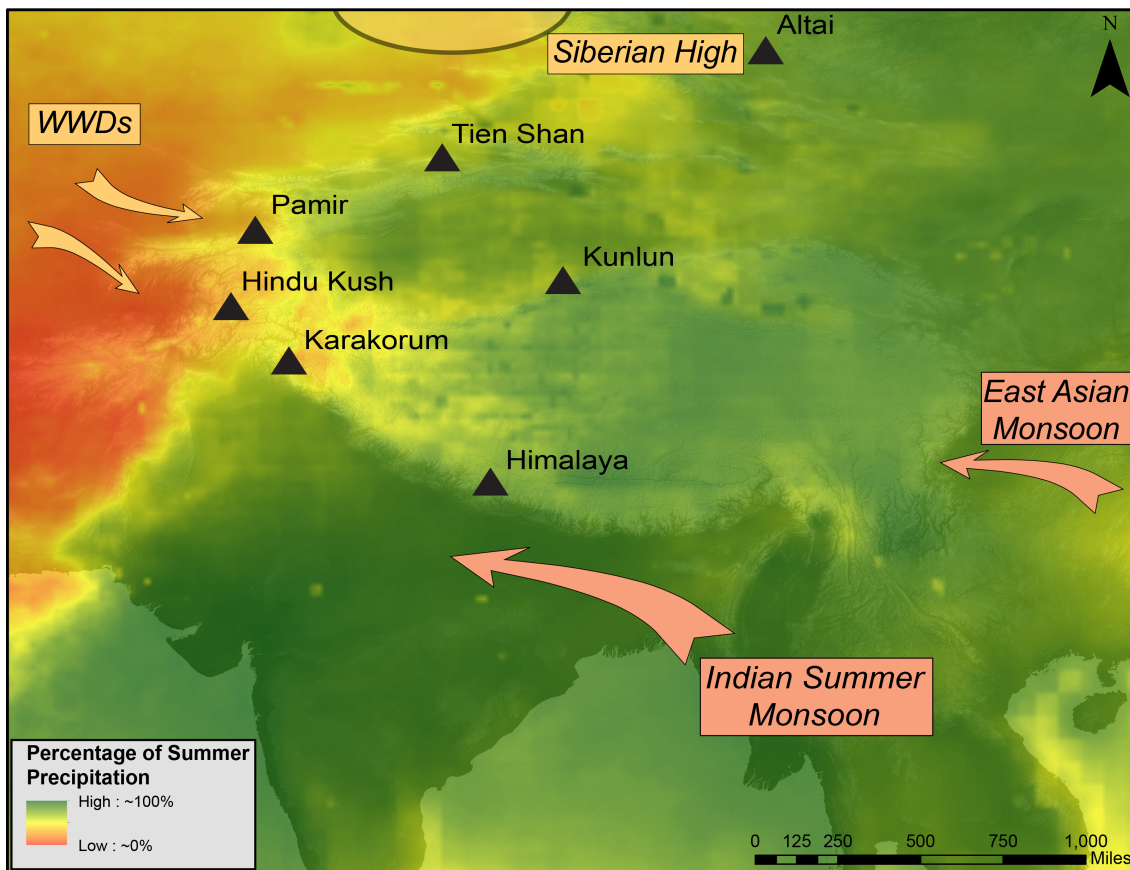 Altai
N
Siberian High
WWDs
Tien Shan
Pamir
Kunlun
Hindu Kush
Karakorum
East Asian
Monsoon
Himalaya
Indian Summer
Monsoon
Percentage of Summer
Precipitation
High : ~100%
Low : ~0%
0 125 250 500 750 1,000
Miles